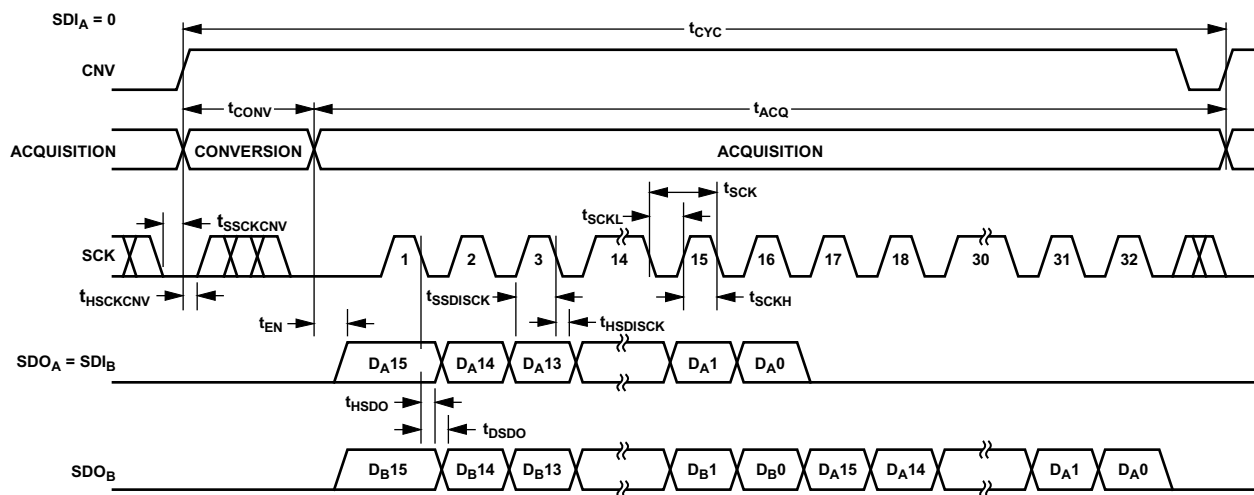 SDIA = 0
tCYC
CNV
tCONV
tACQ
ACQUISITION
CONVERSION
ACQUISITION
tSCK
tSCKL
tSSCKCNV
SCK
1 2 3 14 15 16 17 18 30 31 32
tHSCKCNV
tSSDISCK
tSCKH
tEN
tHSDISCK
SDOA = SDIB
DA15 DA14 DA13 DA1 DA0
tHSDO
tDSDO
SDOB
DB15 DB14 DB13 DB1 DB0 DA15 DA14 DA1 DA0